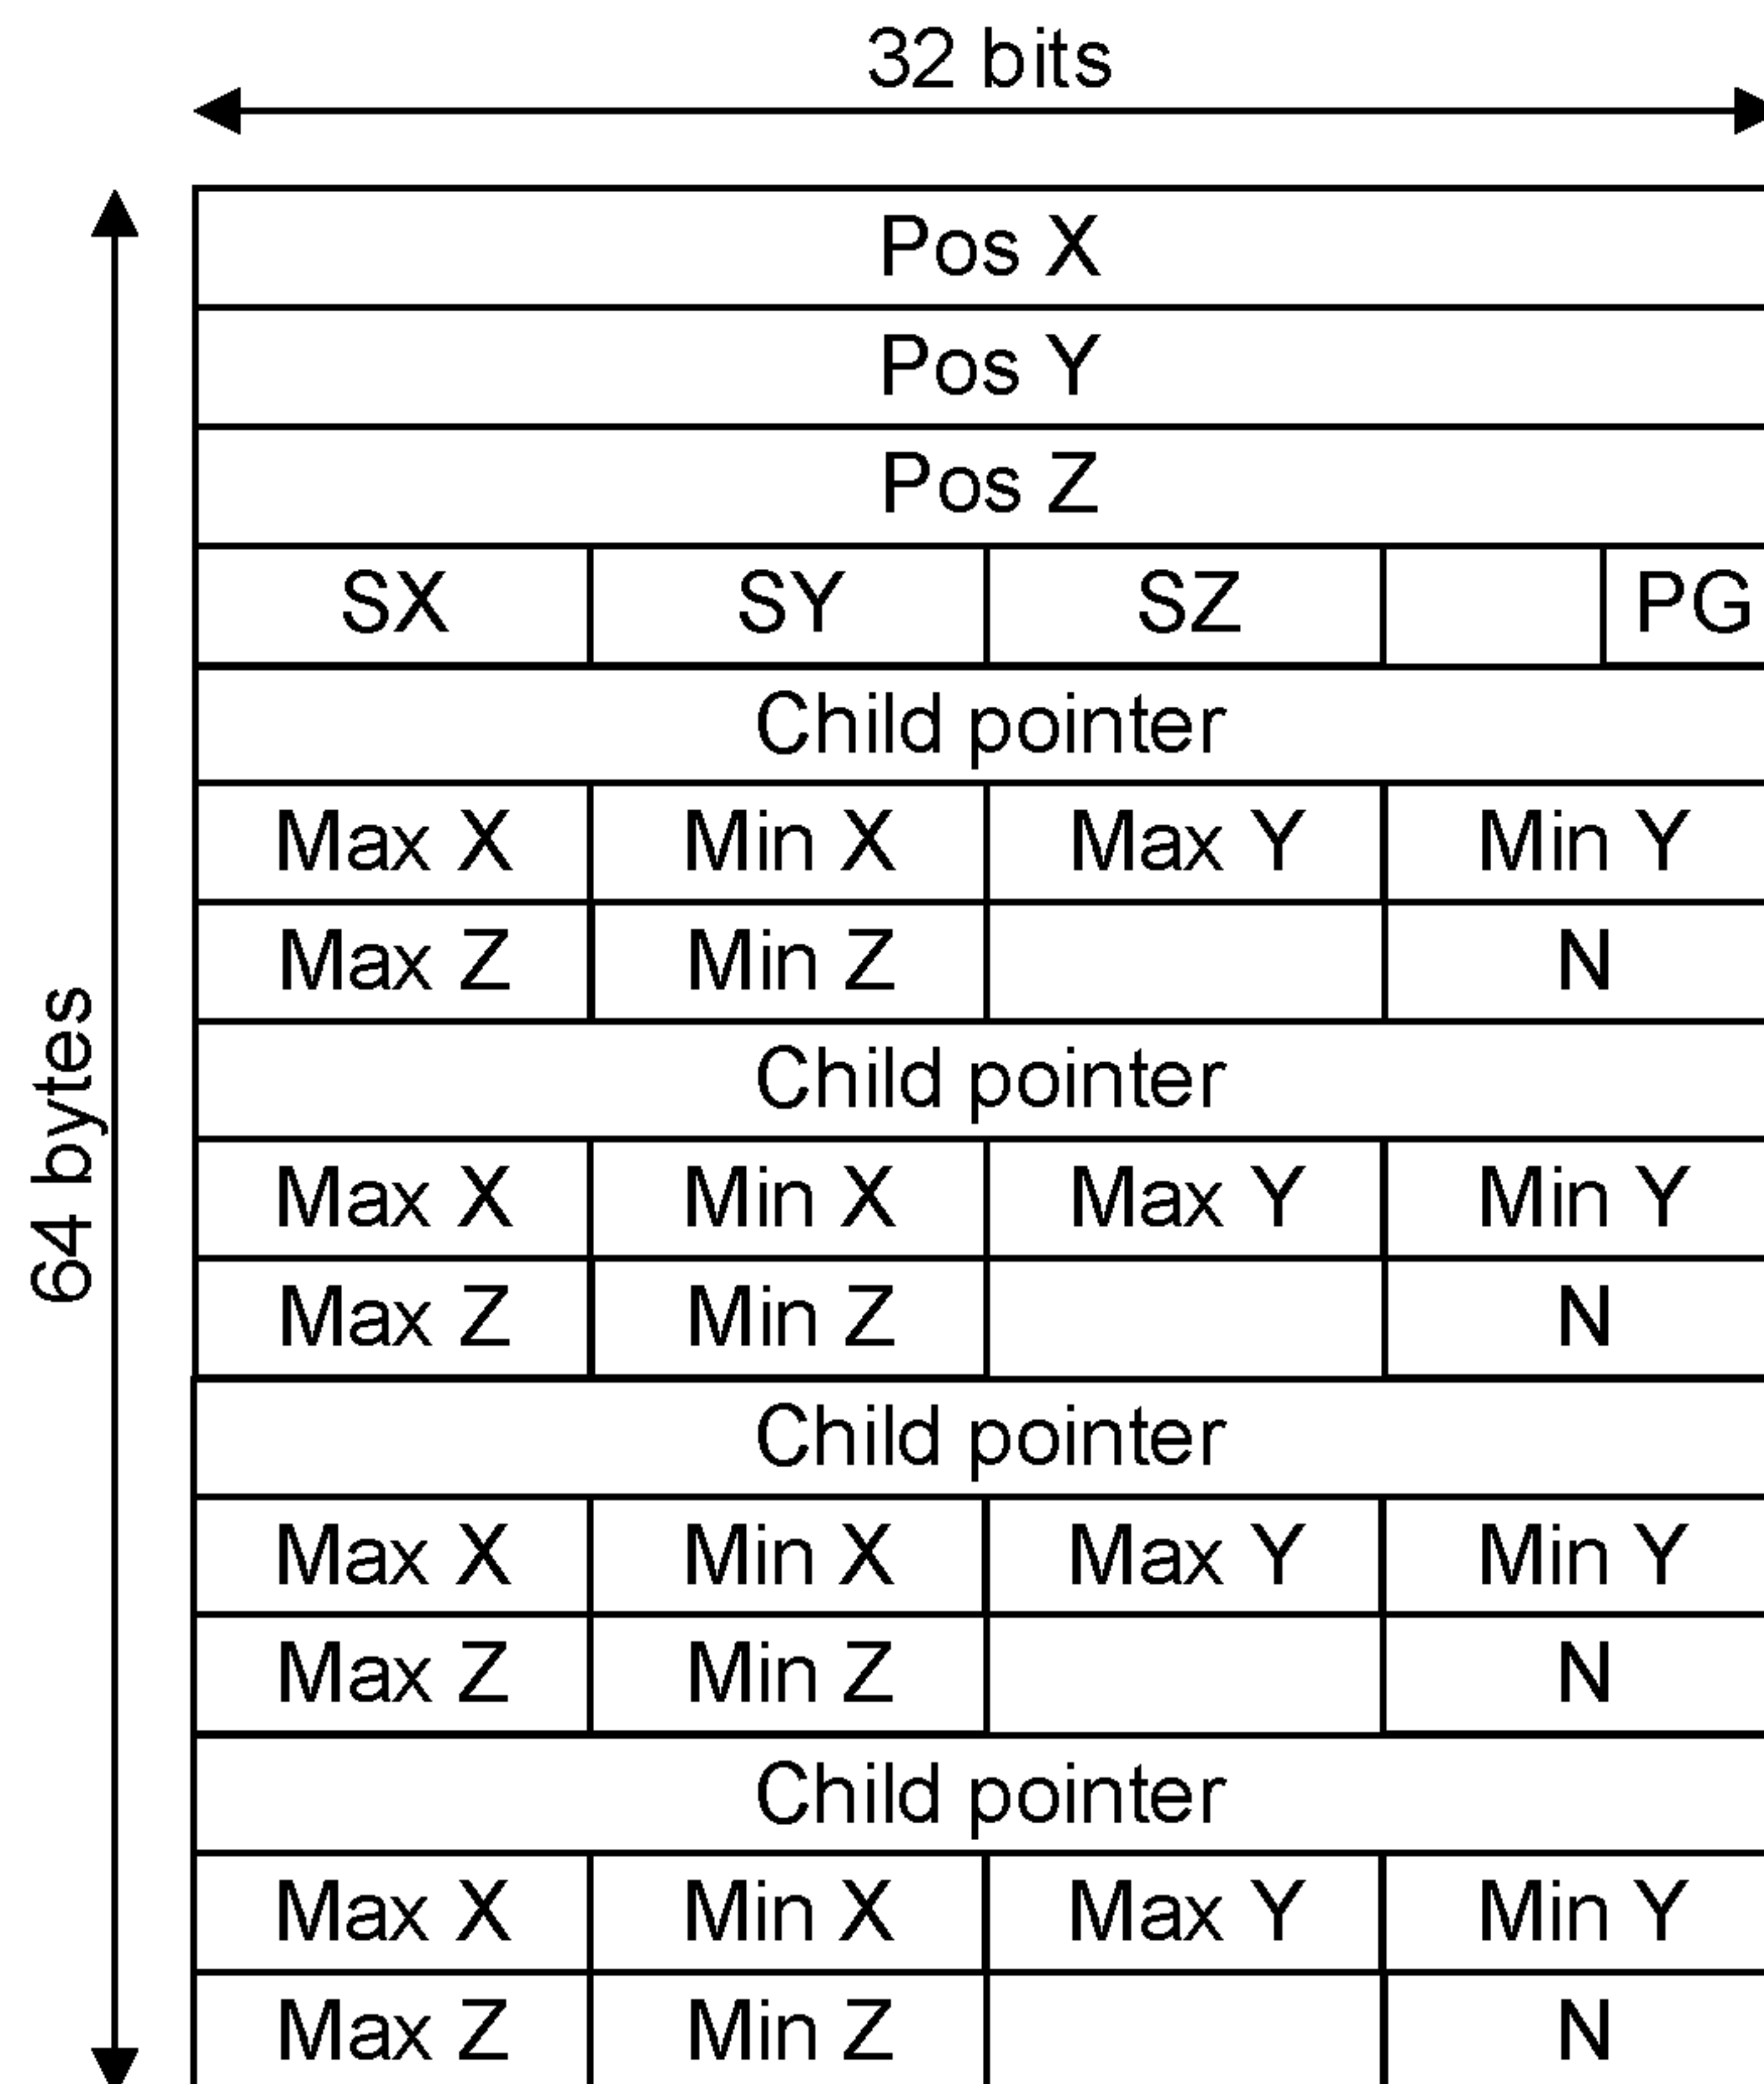 32 bits
64 bytes
Pos X
Pos Y
Pos Z
SX SY SZ PG
Child pointer
Max X Min X Max Y Min Y
Max Z Min Z N
Child pointer
Max X Min X Max Y Min Y
Max Z Min Z N
Child pointer
Max X Min X Max Y Min Y
Max Z Min Z N
Child pointer
Max X Min X Max Y Min Y
Max Z Min Z N